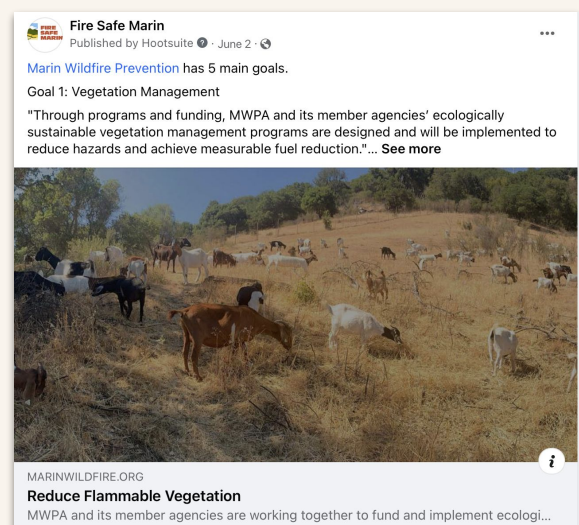 FIRE
SAFE
MARIN
Fire Safe Marin
Published by Hootsuite · June 2 ·
Marin Wildfire Prevention has 5 main goals.
Goal 1: Vegetation Management
"Through programs and funding, MWPA and its member agencies’ ecologically
sustainable vegetation management programs are designed and will be implemented to
reduce hazards and achieve measurable fuel reduction."... See more
MARINWILDFIRE.ORG
Reduce Flammable Vegetation
MWPA and its member agencies are working together to fund and implement ecologi...